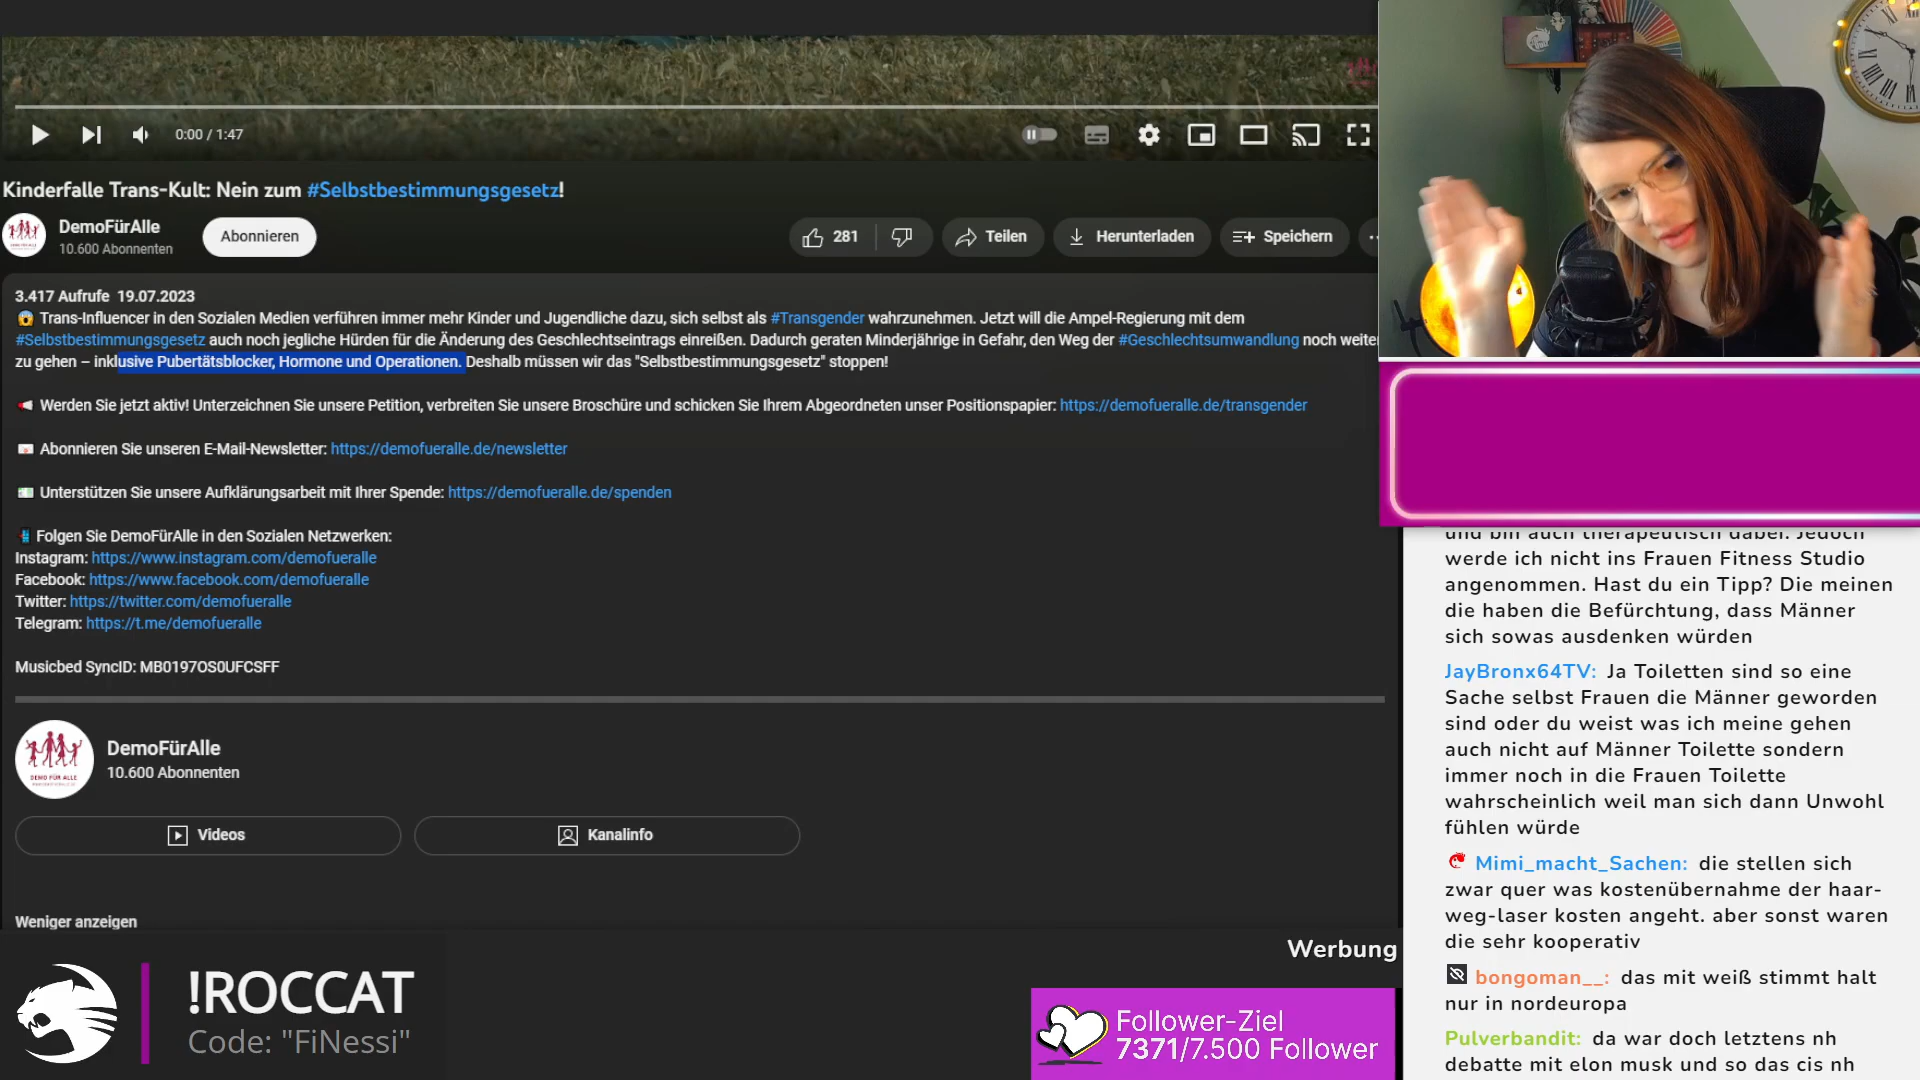 0:00 / 1:47
Kinderfalle Trans-Kult: Nein zum #Selbstbestimmungsgesetz!
DemoFürAlle
10.600 Abonnenten
Abonnieren
281
Teilen
Herunterladen
Speichern
3.417 Aufrufe 19.07.2023
😱 Trans-Influencer in den Sozialen Medien verführen immer mehr Kinder und Jugendliche dazu, sich selbst als #Transgender wahrzunehmen. Jetzt will die Ampel-Regierung mit dem
#Selbstbestimmungsgesetz auch noch jegliche Hürden für die Änderung des Geschlechtseintrags einreißen. Dadurch geraten Minderjährige in Gefahr, den Weg der #Geschlechtsumwandlung noch weiter
zu gehen – inklusive Pubertätsblocker, Hormone und Operationen. Deshalb müssen wir das "Selbstbestimmungsgesetz" stoppen!
📢 Werden Sie jetzt aktiv! Unterzeichnen Sie unsere Petition, verbreiten Sie unsere Broschüre und schicken Sie Ihrem Abgeordneten unser Positionspapier: https://demofueralle.de/transgender
Abonnieren Sie unseren E-Mail-Newsletter: https://demofueralle.de/newsletter
Unterstützen Sie unsere Aufklärungsarbeit mit Ihrer Spende: https://demofueralle.de/spenden
Folgen Sie DemoFürAlle in den Sozialen Netzwerken:
Instagram: https://www.instagram.com/demofueralle
Facebook: https://www.facebook.com/demofueralle
Twitter: https://twitter.com/demofueralle
Telegram: https://t.me/demofueralle
Musicbed SyncID: MB0197OS0UFCSFF
DEMO FÜR ALLE
DemoFürAlle
10.600 Abonnenten
Videos
Kanalinfo
Weniger anzeigen
!ROCCAT
Code: "FiNessi"
Werbung
Follower-Ziel
7371/7.500 Follower
und bin auch therapeutisch dabei. Jedoch
werde ich nicht ins Frauen Fitness Studio
angenommen. Hast du ein Tipp? Die meinen
die haben die Befürchtung, dass Männer
sich sowas ausdenken würden
JayBronx64TV: Ja Toiletten sind so eine
Sache selbst Frauen die Männer geworden
sind oder du weist was ich meine gehen
auch nicht auf Männer Toilette sondern
immer noch in die Frauen Toilette
wahrscheinlich weil man sich dann Unwohl
fühlen würde
Mimi_macht_Sachen: die stellen sich
zwar quer was kostenübernahme der haar-
weg-laser kosten angeht. aber sonst waren
die sehr kooperativ
bongoman__: das mit weiß stimmt halt
nur in nordeuropa
Pulverbandit: da war doch letztens nh
debatte mit elon musk und so das cis nh